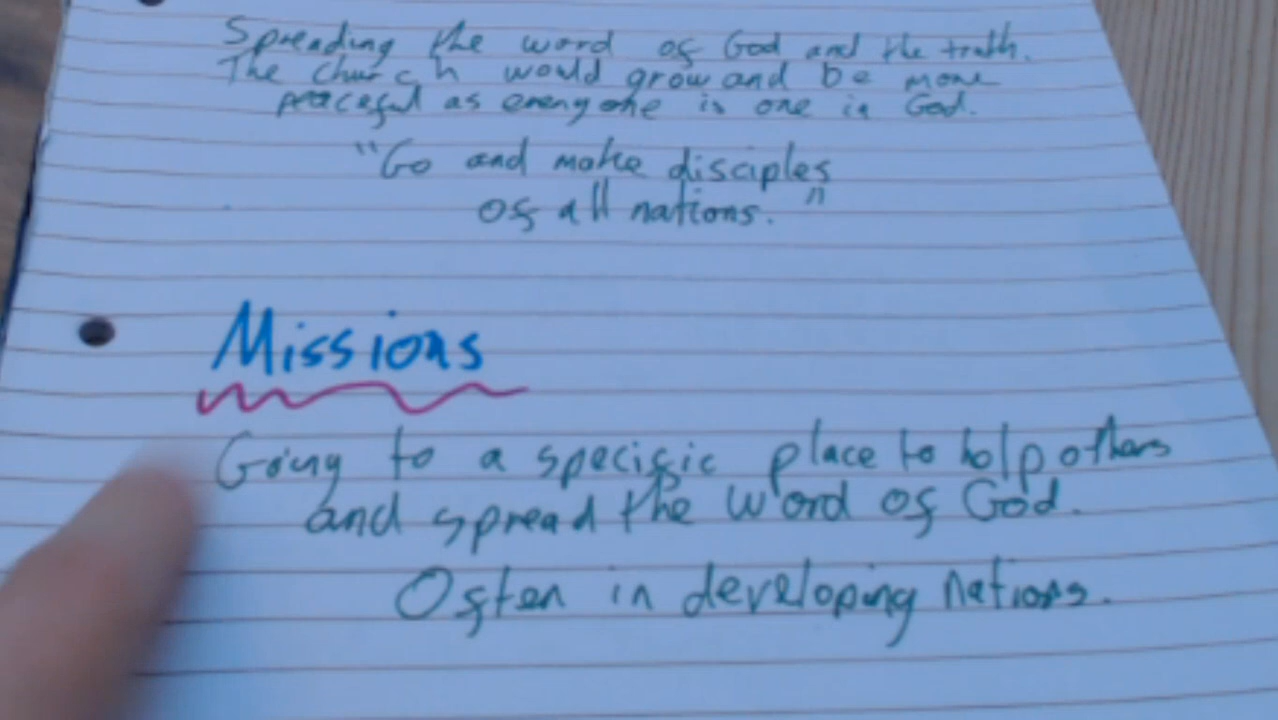 Spreading the word of God and the truth.
The church would grow and be more
peaceful as everyone is one in God.
"Go and make disciples
of all nations."
Missions
Going to a specific place to help others
and spread the word of God.
Often in developing nations.